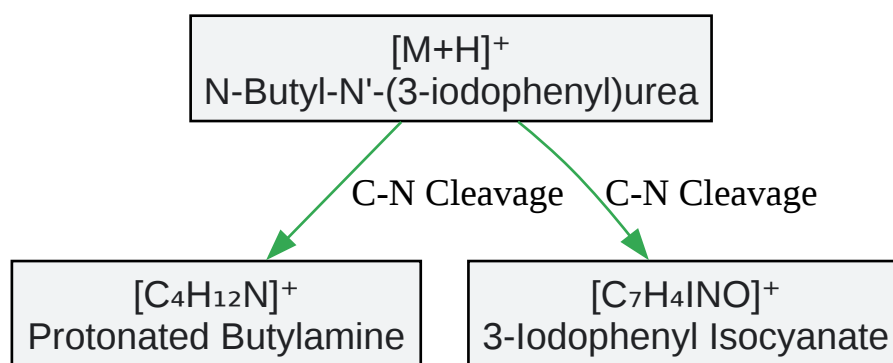 [M+H]⁺
N-Butyl-N'-(3-iodophenyl)urea
C-N Cleavage
C-N Cleavage
[C₄H₁₂N]⁺
Protonated Butylamine
[C₇H₄INO]⁺
3-Iodophenyl Isocyanate